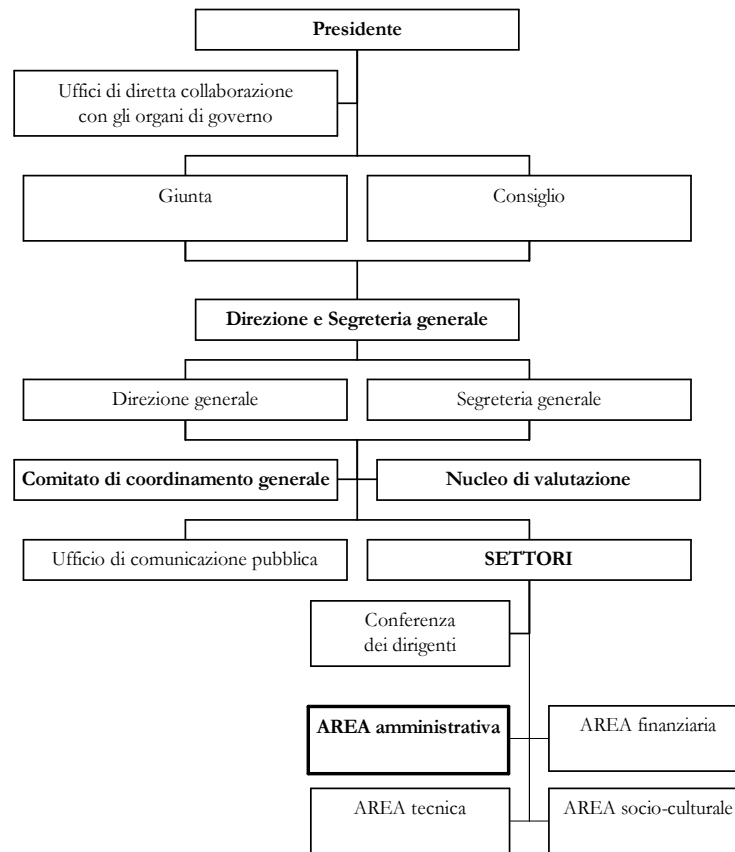 Presidente
Uffici di diretta collaborazione
con gli organi di governo
Giunta
Consiglio
Direzione e Segreteria generale
Direzione generale
Segreteria generale
Comitato di coordinamento generale
Nucleo di valutazione
Ufficio di comunicazione pubblica
SETTORI
Conferenza
dei dirigenti
AREA amministrativa
AREA finanziaria
AREA tecnica
AREA socio-culturale